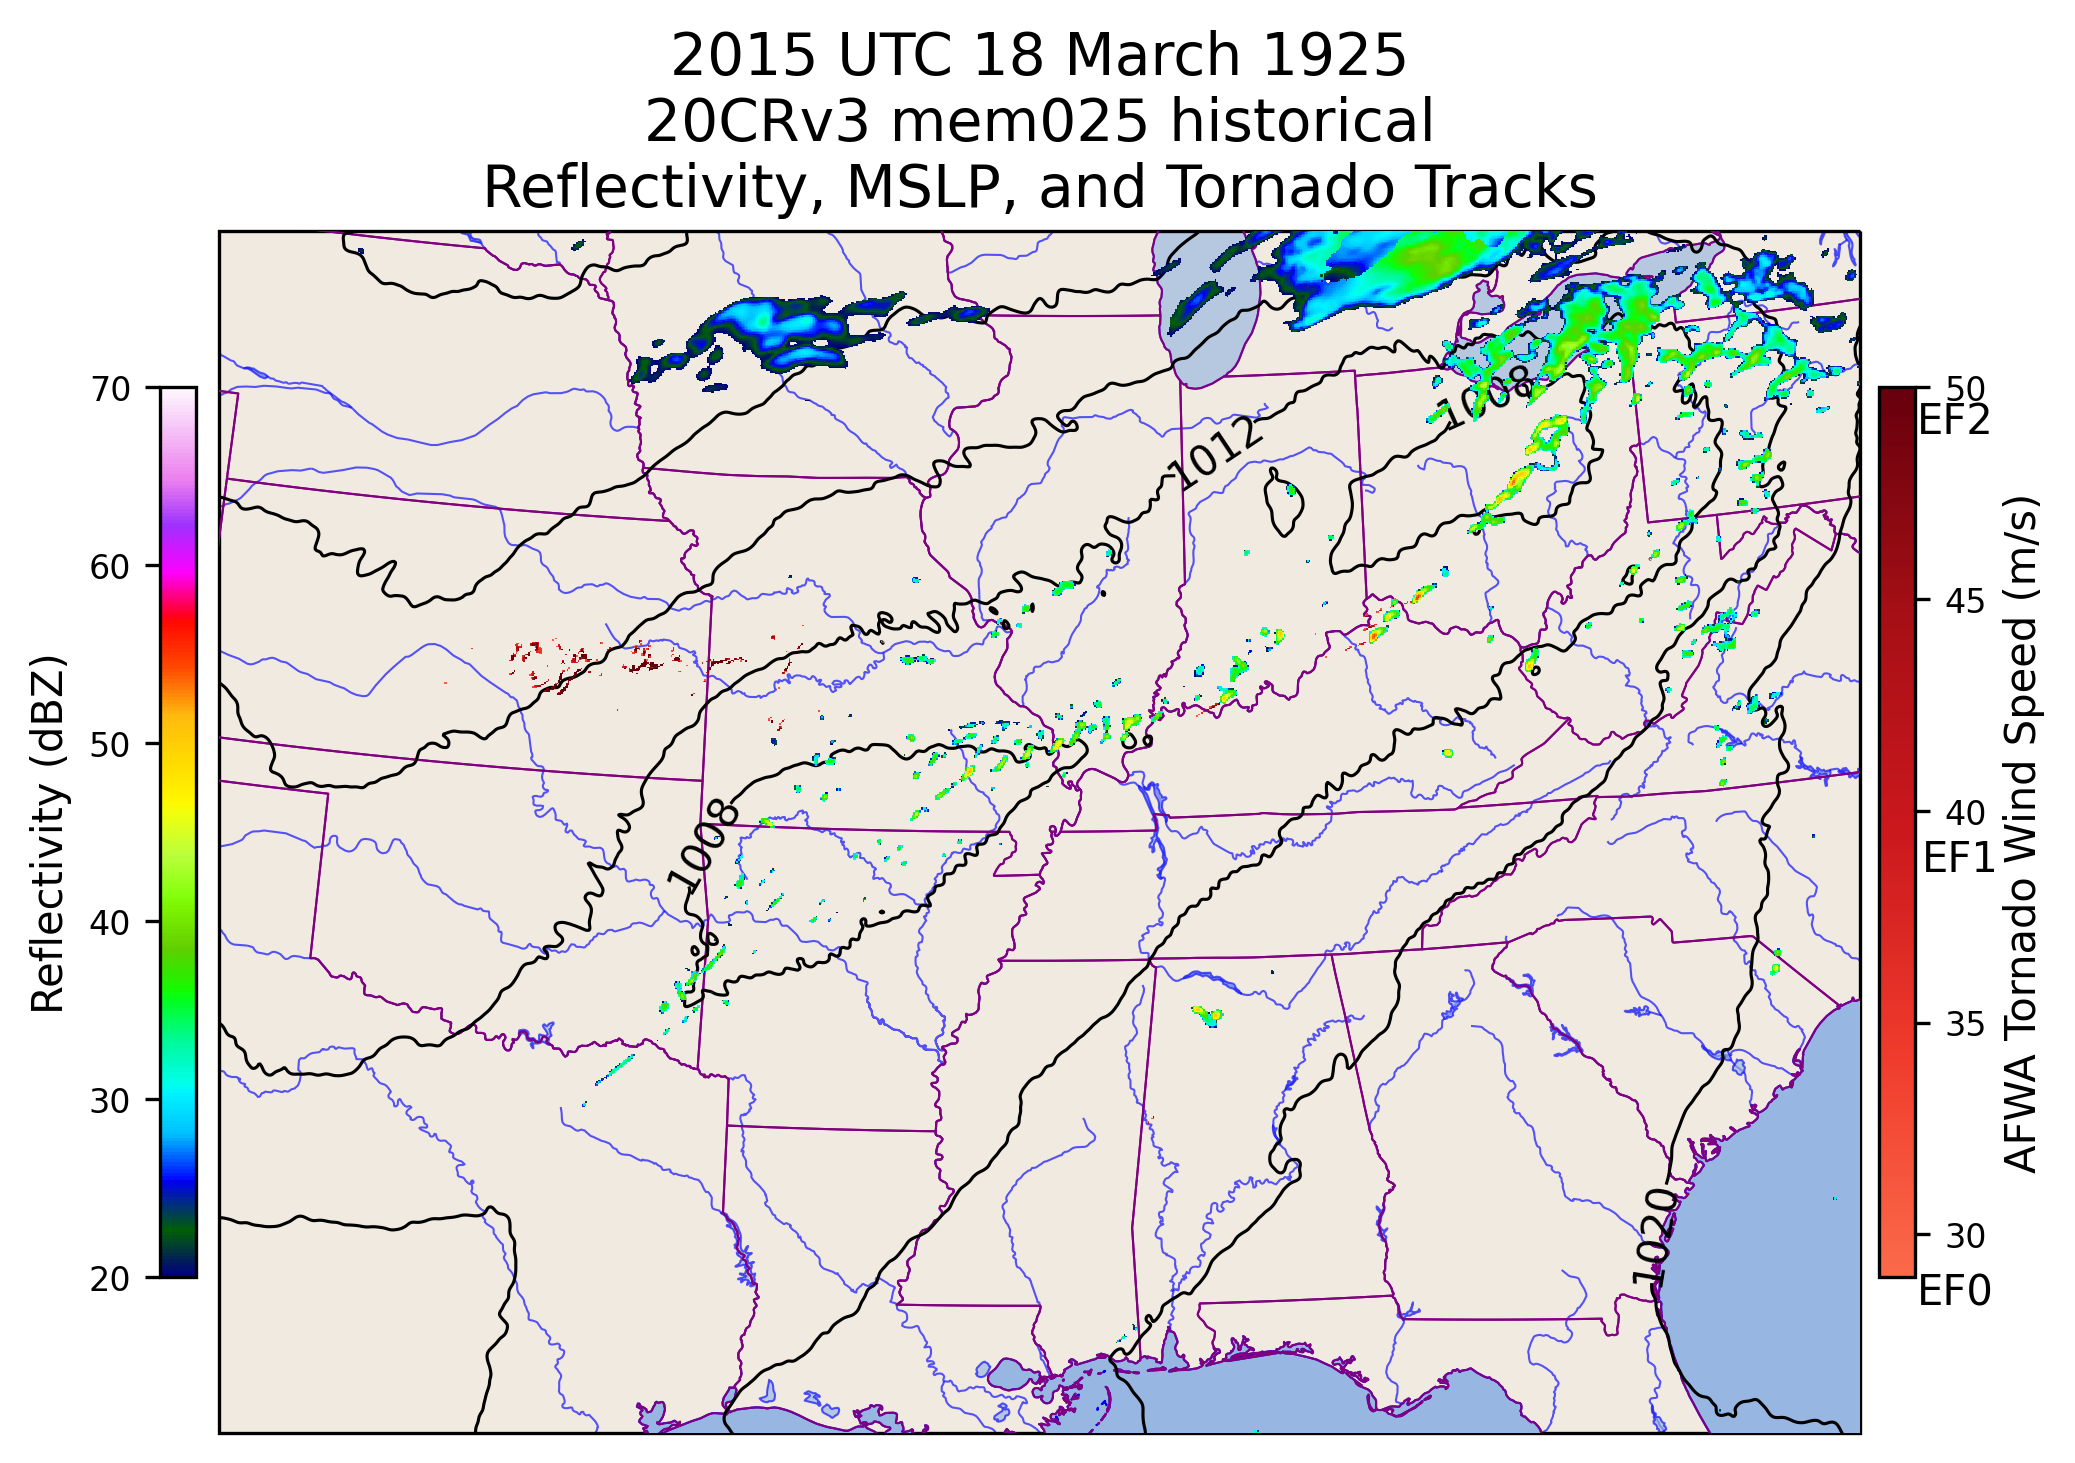 2015 UTC 18 March 1925
20CRv3 mem025 historical
Reflectivity, MSLP, and Tornado Tracks
70
60
50
40
30
20
Reflectivity (dBZ)
1008
1012
1008
1020
50
EF2
45
40
EF1
35
30
EF0
AFWA Tornado Wind Speed (m/s)